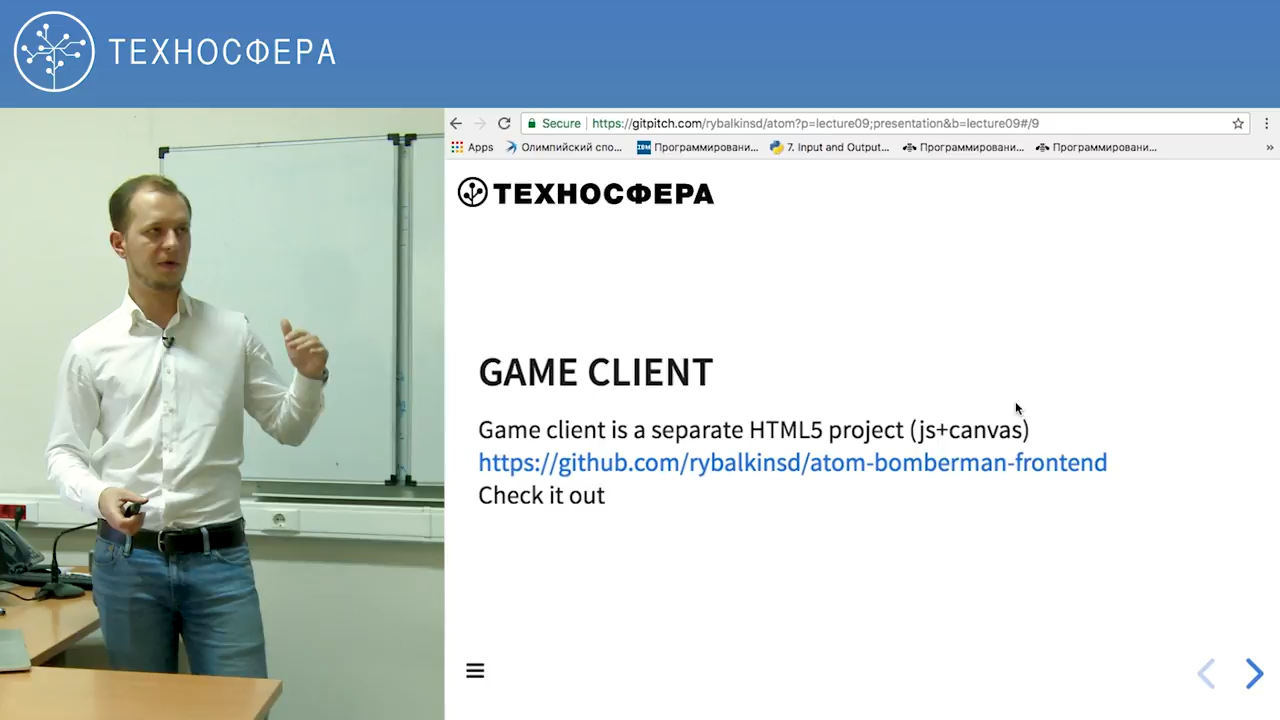 ТЕХНОСФЕРА
Secure https://gitpitch.com/rybalkinsd/atom?p=lecture09;presentation&b=lecture09#/9
Apps Олимпийский спо... IBM Программировани... 7. Input and Output... Программировани... Программировани...
ТЕХНОСФЕРА
GAME CLIENT
Game client is a separate HTML5 project (js+canvas)
https://github.com/rybalkinsd/atom-bomberman-frontend
Check it out